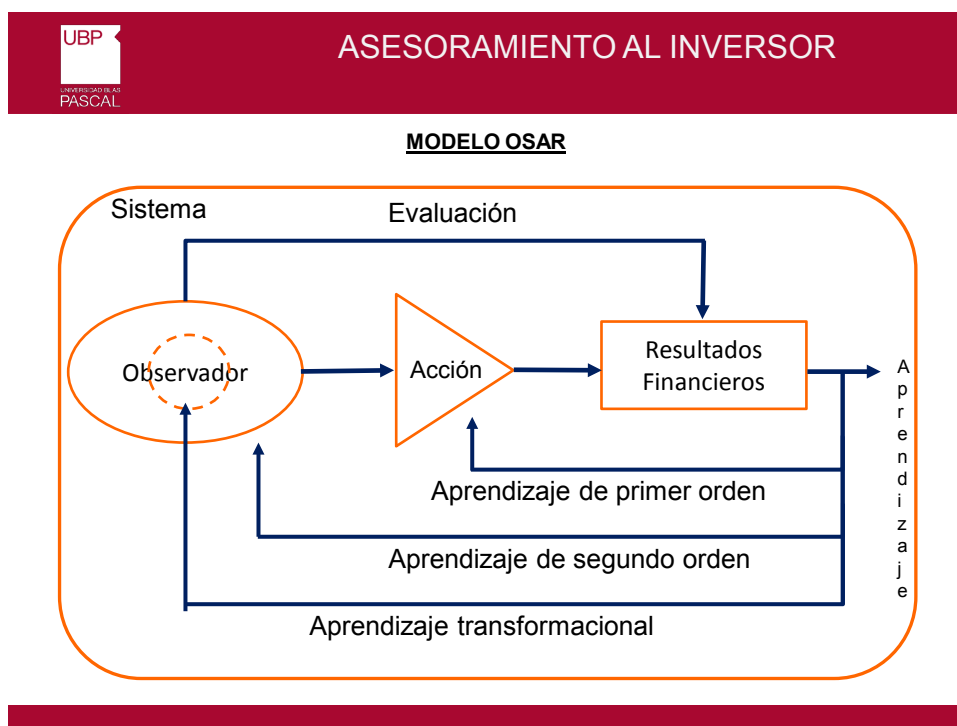 UBP
UNIVERSIDAD BLAS
PASCAL
ASESORAMIENTO AL INVERSOR
MODELO OSAR
Sistema
Evaluación
Observador
Acción
Resultados
Financieros
Aprendizaje
Aprendizaje de primer orden
Aprendizaje de segundo orden
Aprendizaje transformacional